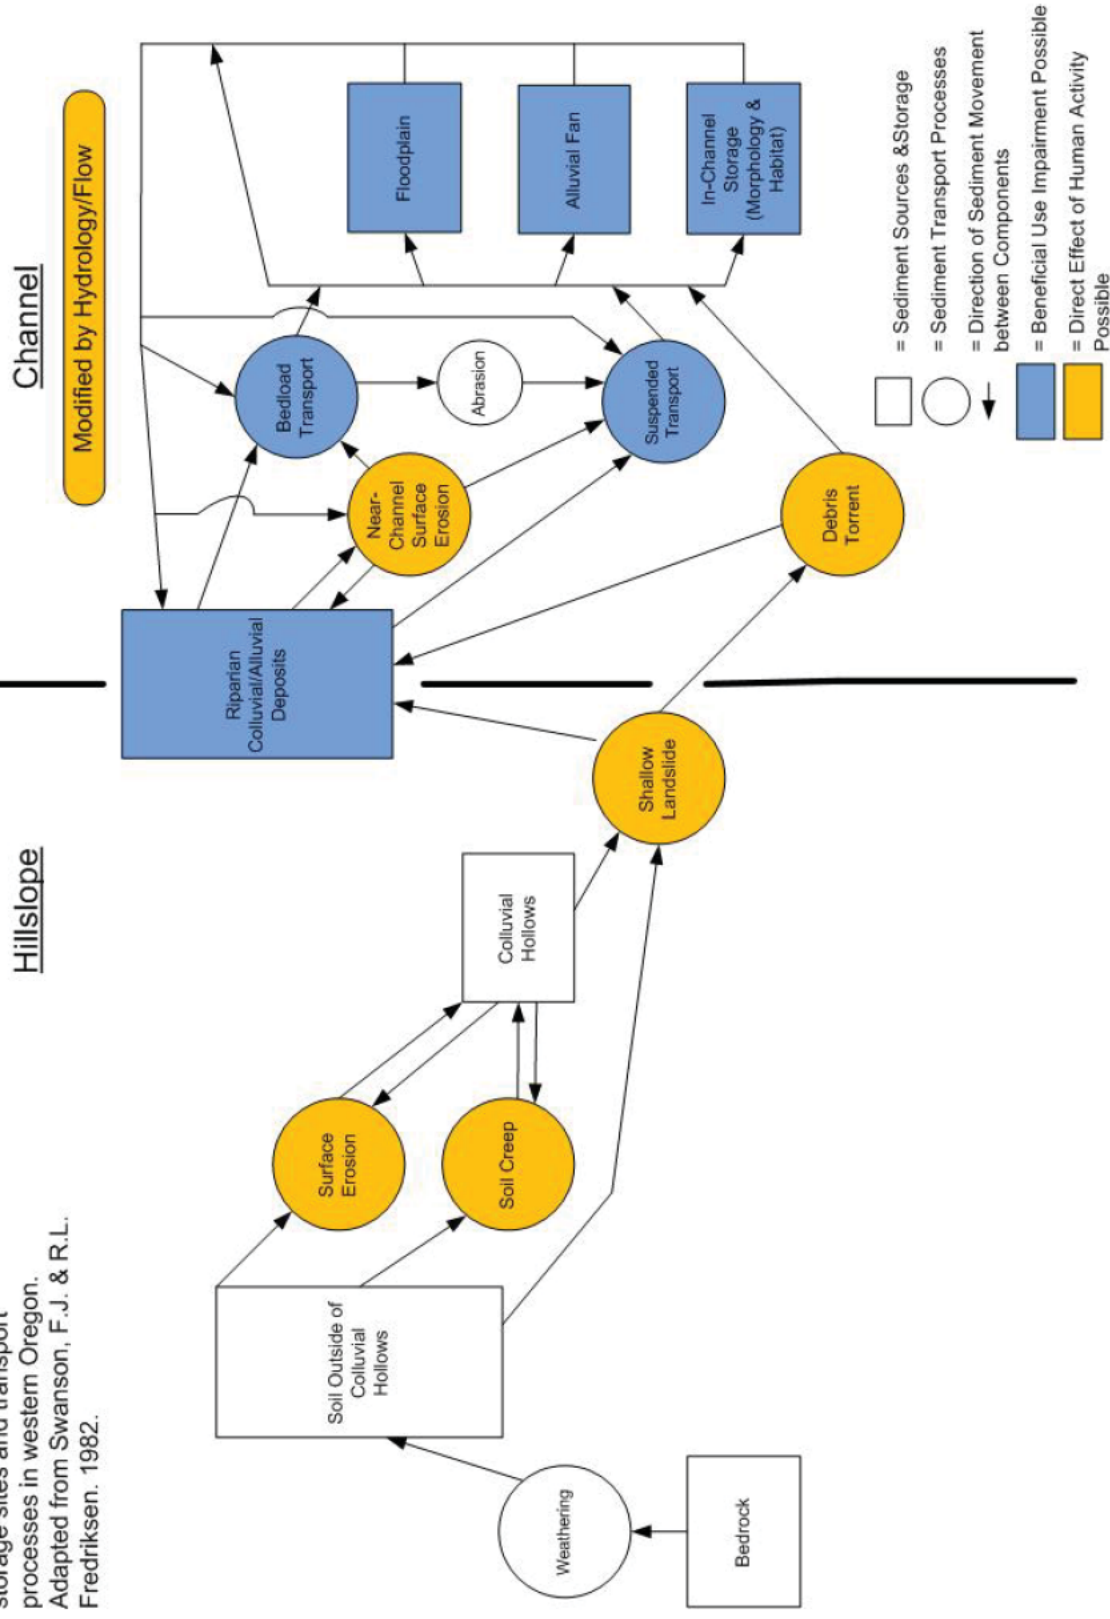 storage sites and transport
processes in western Oregon.
Adapted from Swanson, F.J. & R.L.
Fredriksen. 1982.
Hillslope
Channel
Modified by Hydrology/Flow
Bedrock
Weathering
Soil Outside of
Colluvial
Hollows
Surface
Erosion
Soil Creep
Colluvial
Hollows
Shallow
Landslide
Riparian
Colluvial/Alluvial
Deposits
Near-
Channel
Surface
Erosion
Debris
Torrent
Bedload
Transport
Abrasion
Suspended
Transport
Floodplain
Alluvial Fan
In-Channel
Storage
(Morphology &
Habitat)
= Sediment Sources &Storage
= Sediment Transport Processes
= Direction of Sediment Movement
between Components
= Beneficial Use Impairment Possible
= Direct Effect of Human Activity
Possible